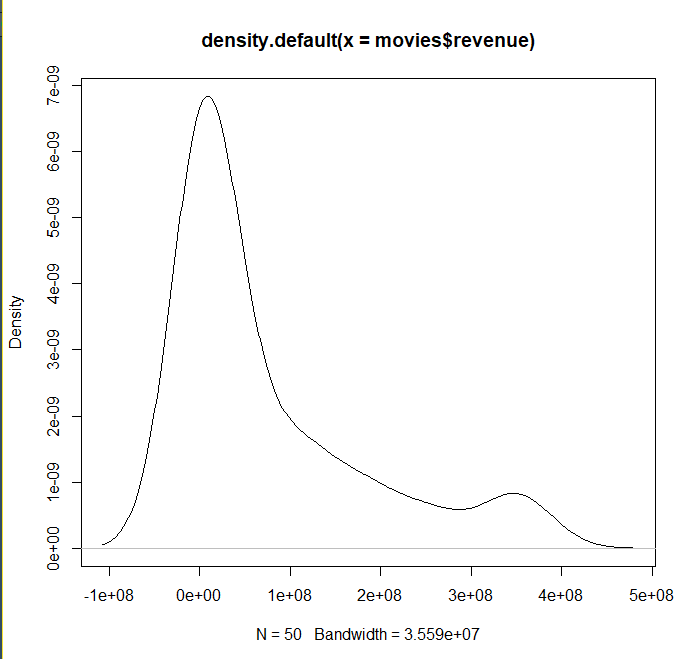 density.default(x = movies$revenue)
7e-09
6e-09
5e-09
4e-09
3e-09
2e-09
1e-09
0e+00
Density
-1e+08 0e+00 1e+08 2e+08 3e+08 4e+08 5e+08
N = 50 Bandwidth = 3.559e+07